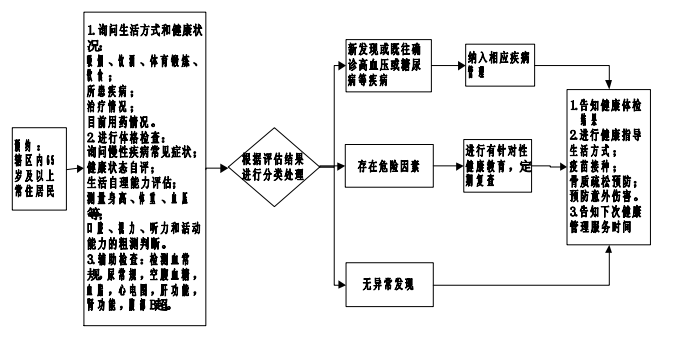 预约：
辖区内65
岁及以上
常住居民
1.询问生活方式和健康状
况；
吸烟、饮酒、体育锻炼、
饮食；
所患疾病；
治疗情况；
目前用药情况。
2.进行体格检查：
询问慢性疾病常见症状；
健康状态自评；
生活自理能力评估；
测量身高、体重、血压
等；
口腔、视力、听力和活动
能力的粗测判断。
3.辅助检查：检测血常
规，尿常规，空腹血糖，
血脂，心电图，肝功能，
肾功能，腹部B超。
根据评估结果
进行分类处理
新发现或既往确
诊高血压或糖尿
病等疾病
纳入相应疾病
管理
存在危险因素
进行有针对性
健康教育，定
期复查
无异常发现
1.告知健康体检
结果
2.进行健康指导
生活方式；
疫苗接种；
骨质疏松预防；
预防意外伤害。
3.告知下次健康
管理服务时间